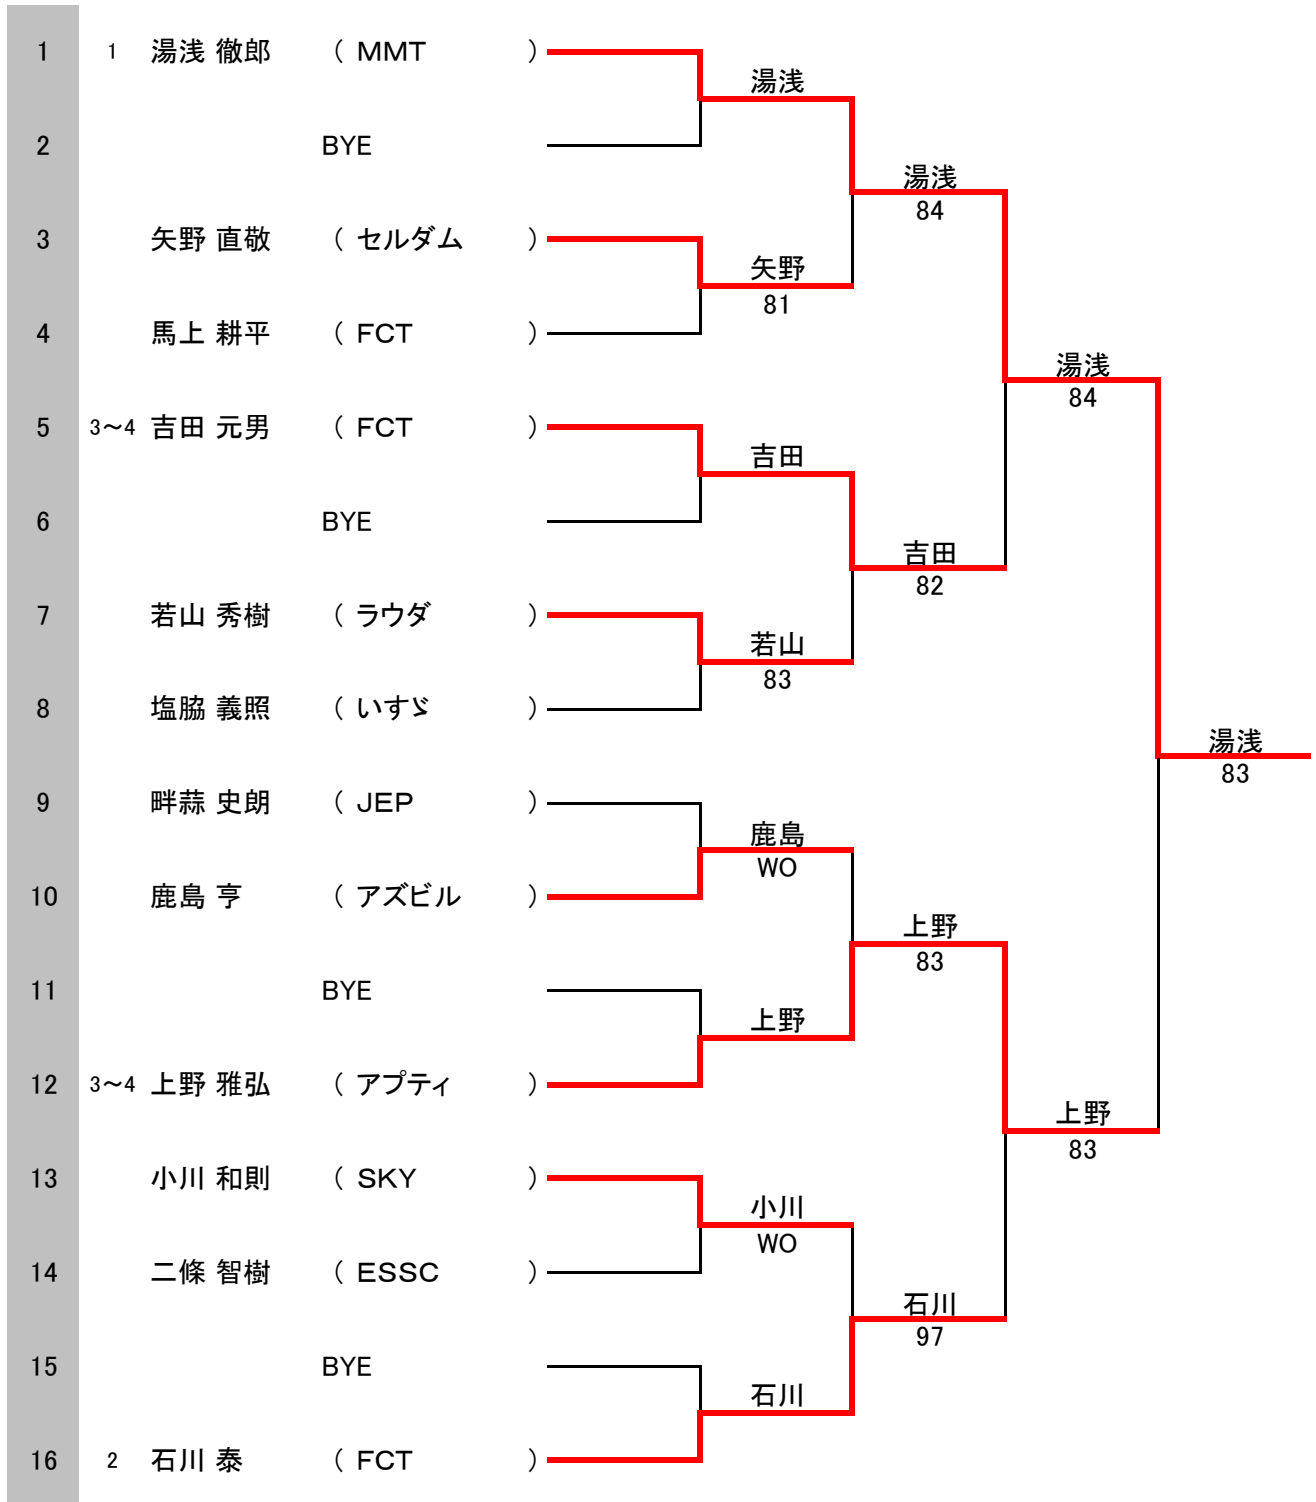 1 1 湯浅 徹郎 ( MMT )
湯浅
2 BYE
湯浅
84
3 矢野 直敬 ( セルダム )
矢野
81
4 馬上 耕平 ( FCT )
湯浅
84
5 3～4 吉田 元男 ( FCT )
吉田
6 BYE
吉田
82
7 若山 秀樹 ( ラウダ )
若山
83
8 塩脇 義照 ( いすゞ )
湯浅
83
9 畔蒜 史朗 ( JEP )
鹿島
WO
10 鹿島 亨 ( アズビル )
上野
83
11 BYE
上野
12 3～4 上野 雅弘 ( アプティ )
上野
83
13 小川 和則 ( SKY )
小川
WO
14 二條 智樹 ( ESSC )
石川
97
15 BYE
石川
16 2 石川 泰 ( FCT )